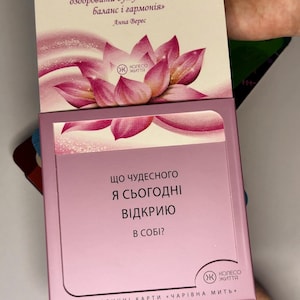 баланс і гармонія»
Анна Верес
КОЛЕСО
ЖИТТЯ
ЩО ЧУДЕСНОГО
Я СЬОГОДНІ
ВІДКРИЮ
В СОБІ?
КОЛЕСО
ЖИТТЯ
КАРТИ «ЧАРІВНА МИТЬ»